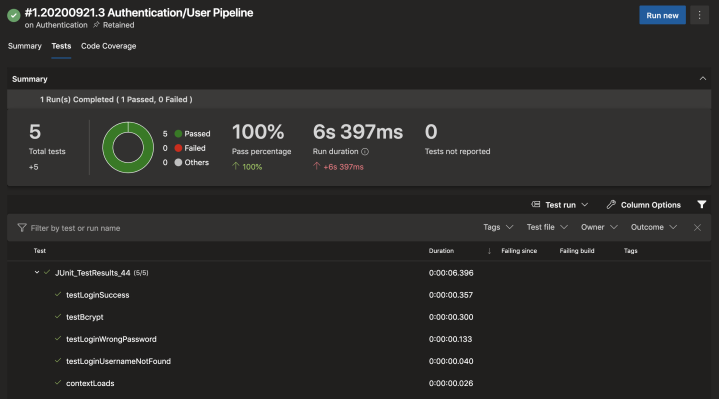 #1.20200921.3 Authentication/User Pipeline
Run new
on Authentication Retained
Summary Tests Code Coverage
Summary
1 Run(s) Completed ( 1 Passed, 0 Failed )
5
Total tests
+5
5 Passed
0 Failed
0 Others
100%
Pass percentage
100%
6s 397ms
Run duration
+6s 397ms
0
Tests not reported
Test run Column Options
Filter by test or run name Tags Test file Owner Outcome
Test Duration Failing since Failing build Tags
JUnit_TestResults_44 (5/5) 0:00:06.396
testLoginSuccess 0:00:00.357
testBcrypt 0:00:00.300
testLoginWrongPassword 0:00:00.133
testLoginUsernameNotFound 0:00:00.040
contextLoads 0:00:00.026